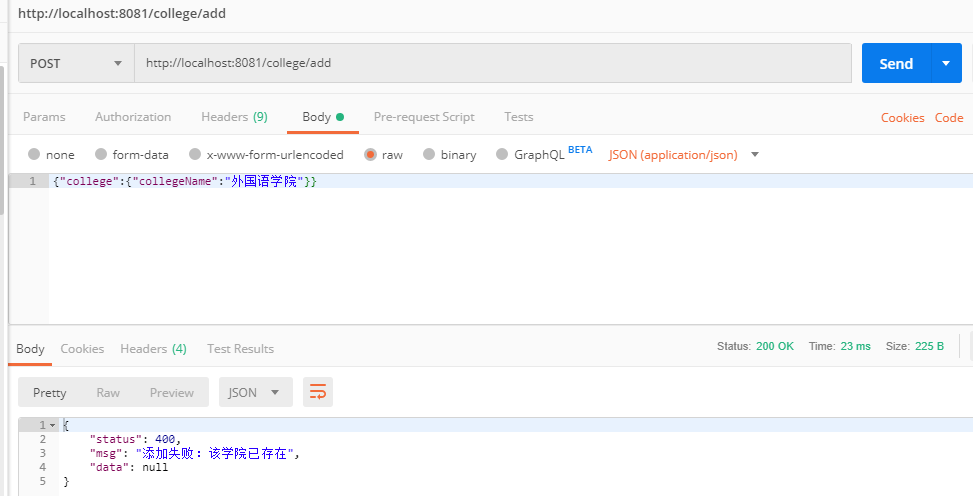 http://localhost:8081/college/add
POST http://localhost:8081/college/add Send
Params Authorization Headers (9) Body Pre-request Script Tests Cookies Code
none form-data x-www-form-urlencoded raw binary GraphQL BETA JSON (application/json)
1 {"college":{"collegeName":"外国语学院"}}
Body Cookies Headers (4) Test Results Status: 200 OK Time: 23 ms Size: 225 B
Pretty Raw Preview JSON
1 {
2 "status": 400,
3 "msg": "添加失败：该学院已存在",
4 "data": null
5 }